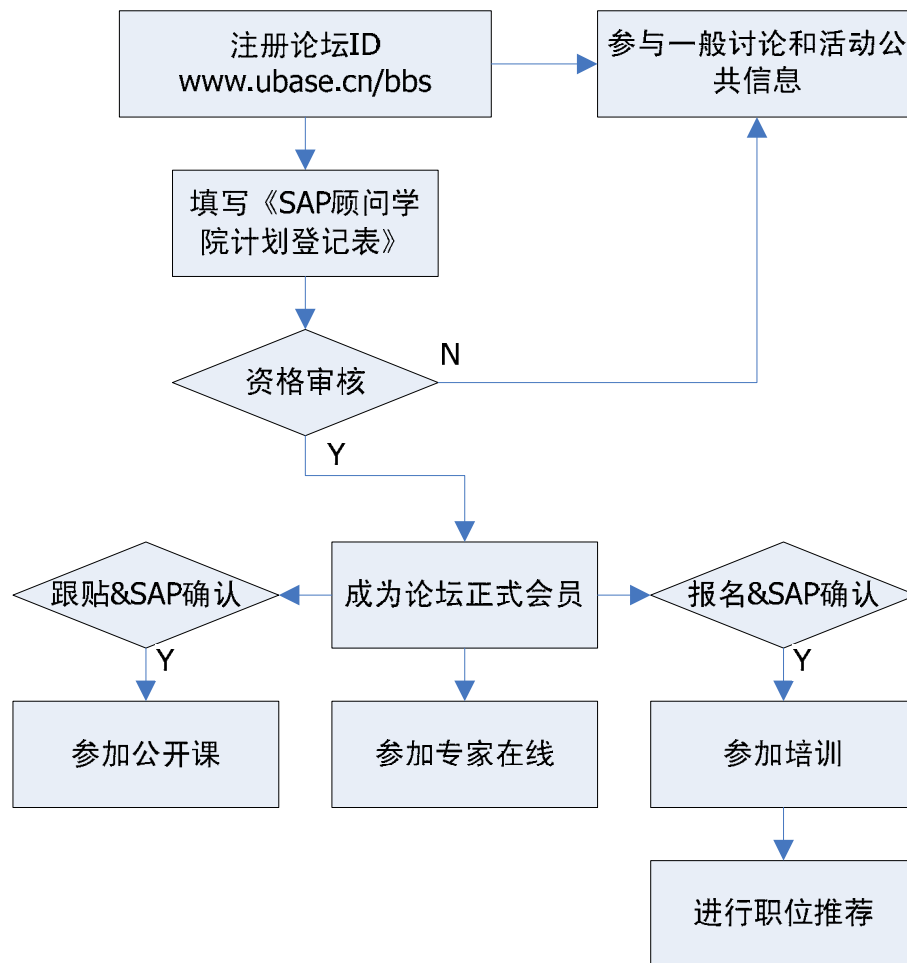 注册论坛ID
www.ubase.cn/bbs
参与一般讨论和活动公
共信息
填写《SAP顾问学
院计划登记表》
资格审核
N
Y
跟贴&SAP确认
成为论坛正式会员
报名&SAP确认
Y
Y
参加公开课
参加专家在线
参加培训
进行职位推荐